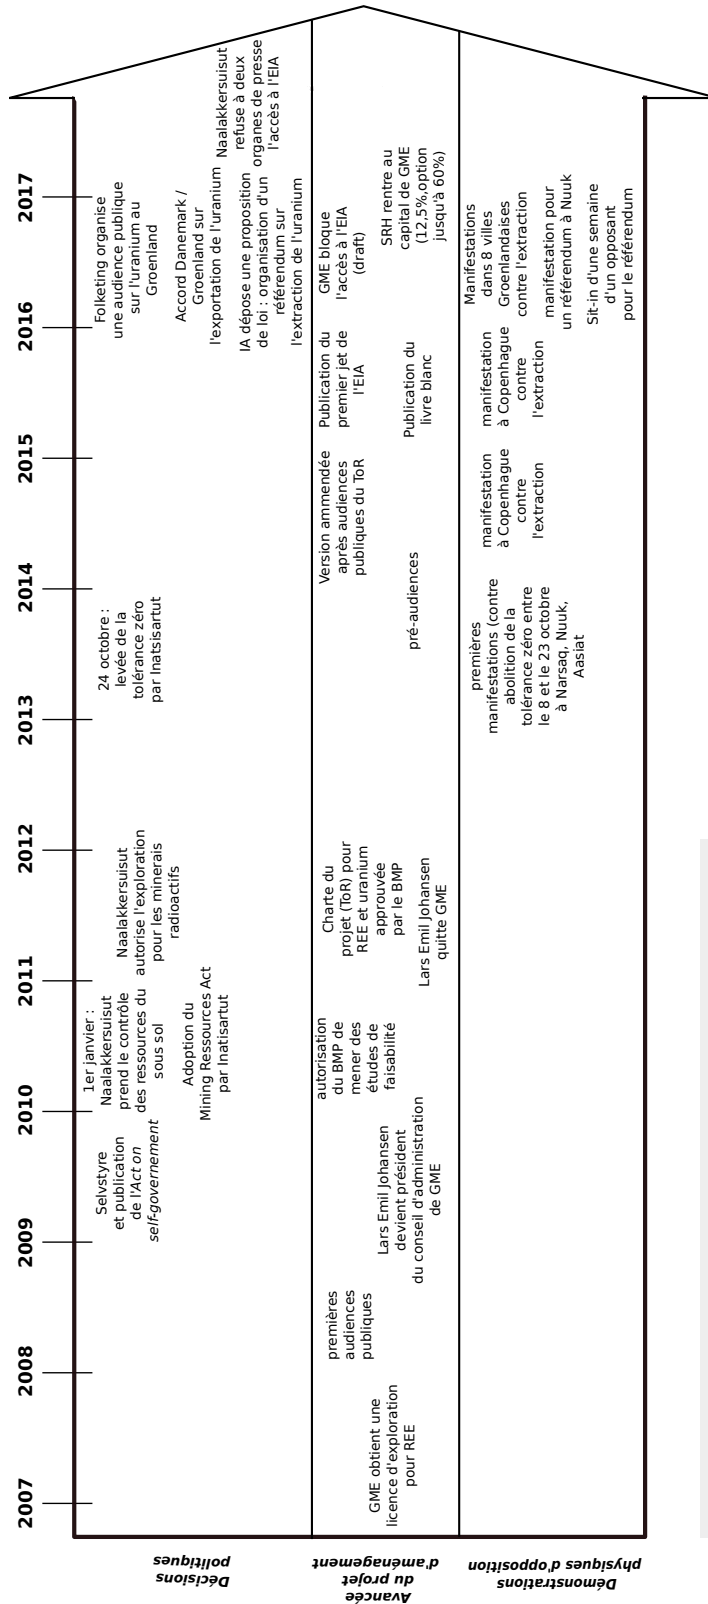 2007
2008
2009
2010
2011
2012
2013
2014
2015
2016
2017
Décisions
politiques
Selvstyre
et publication
de l'Act on
self-governement
1er janvier :
Naalakkersuisut
prend le contrôle
des ressources du
sous sol
Adoption du
Mining Ressources Act
par Inatisartut
Naalakkersuisut
autorise l'exploration
pour les minerais
radioactifs
24 octobre :
levée de la
tolérance zéro
par Inatsisartut
Folketing organise
une audience publique
sur l'uranium au
Groenland
Accord Danemark /
Groenland sur
l'exportation de l'uranium
IA dépose une proposition
de loi : organisation d'un
référendum sur
l'extraction de l'uranium
Naalakkersuisut
refuse à deux
organes de presse
l'accès à l'EIA
Avancée
du projet
d'aménagement
GME obtient une
licence d'exploration
pour REE
premières
audiences
publiques
Lars Emil Johansen
devient président
du conseil d'administration
de GME
autorisation
du BMP de
mener des
études de
faisabilité
Charte du
projet (ToR) pour
REE et uranium
approuvée
par le BMP
Lars Emil Johansen
quitte GME
pré-audiences
Version ammendée
après audiences
publiques du ToR
Publication du
premier jet de
l'EIA
Publication du
livre blanc
GME bloque
l'accès à l'EIA
(draft)
SRH rentre au
capital de GME
(12,5%,option
jusqu'à 60%)
Démonstrations
physiques d'opposition
premières
manifestations (contre
abolition de la
tolérance zéro entre
le 8 et le 23 octobre
à Narsaq, Nuuk,
Aasiat
manifestation
à Copenhague
contre
l'extraction
manifestation
à Copenhague
contre
l'extraction
Manifestations
dans 8 villes
Groenlandaises
contre l'extraction
manifestation pour
un référendum à Nuuk
Sit-in d'une semaine
d'un opposant
pour le référendum